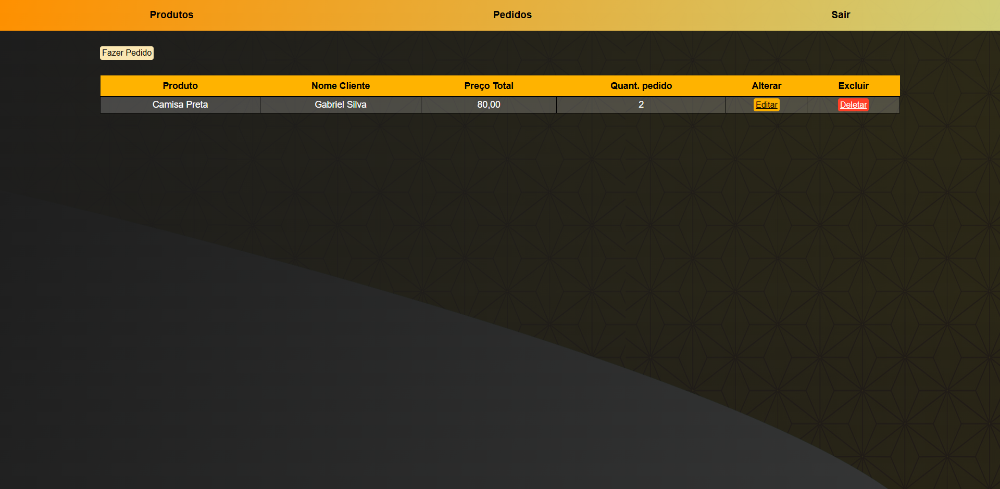 Produtos Pedidos Sair
Fazer Pedido
Produto Nome Cliente Preço Total Quant. pedido Alterar Excluir
Camisa Preta Gabriel Silva 80,00 2 Editar Deletar